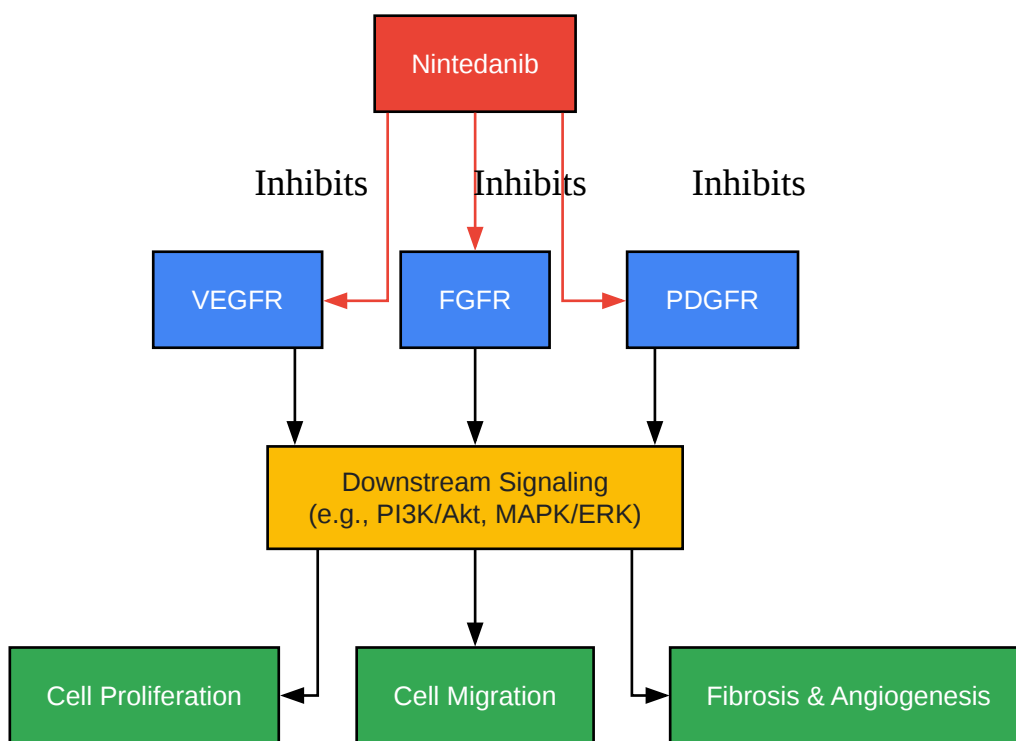 Nintedanib
Inhibits
Inhibits
Inhibits
VEGFR
FGFR
PDGFR
Downstream Signaling
(e.g., PI3K/Akt, MAPK/ERK)
Cell Proliferation
Cell Migration
Fibrosis & Angiogenesis